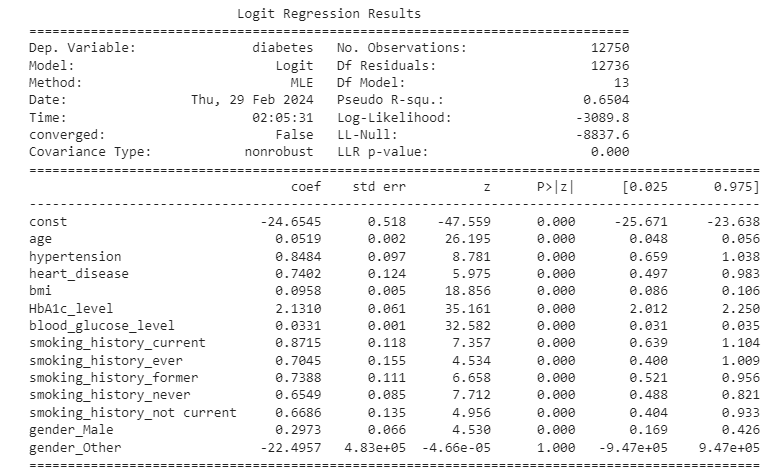 Logit Regression Results
==============================================================================
Dep. Variable: diabetes No. Observations: 12750
Model: Logit Df Residuals: 12736
Method: MLE Df Model: 13
Date: Thu, 29 Feb 2024 Pseudo R-squ.: 0.6504
Time: 02:05:31 Log-Likelihood: -3089.8
converged: False LL-Null: -8837.6
Covariance Type: nonrobust LLR p-value: 0.000
===============================================================================================
coef std err z P>|z| [0.025 0.975]
-----------------------------------------------------------------------------------------------
const -24.6545 0.518 -47.559 0.000 -25.671 -23.638
age 0.0519 0.002 26.195 0.000 0.048 0.056
hypertension 0.8484 0.097 8.781 0.000 0.659 1.038
heart_disease 0.7402 0.124 5.975 0.000 0.497 0.983
bmi 0.0958 0.005 18.856 0.000 0.086 0.106
HbA1c_level 2.1310 0.061 35.161 0.000 2.012 2.250
blood_glucose_level 0.0331 0.001 32.582 0.000 0.031 0.035
smoking_history_current 0.8715 0.118 7.357 0.000 0.639 1.104
smoking_history_ever 0.7045 0.155 4.534 0.000 0.400 1.009
smoking_history_former 0.7388 0.111 6.658 0.000 0.521 0.956
smoking_history_never 0.6549 0.085 7.712 0.000 0.488 0.821
smoking_history_not current 0.6686 0.135 4.956 0.000 0.404 0.933
gender_Male 0.2973 0.066 4.530 0.000 0.169 0.426
gender_Other -22.4957 4.83e+05 -4.66e-05 1.000 -9.47e+05 9.47e+05
===============================================================================================